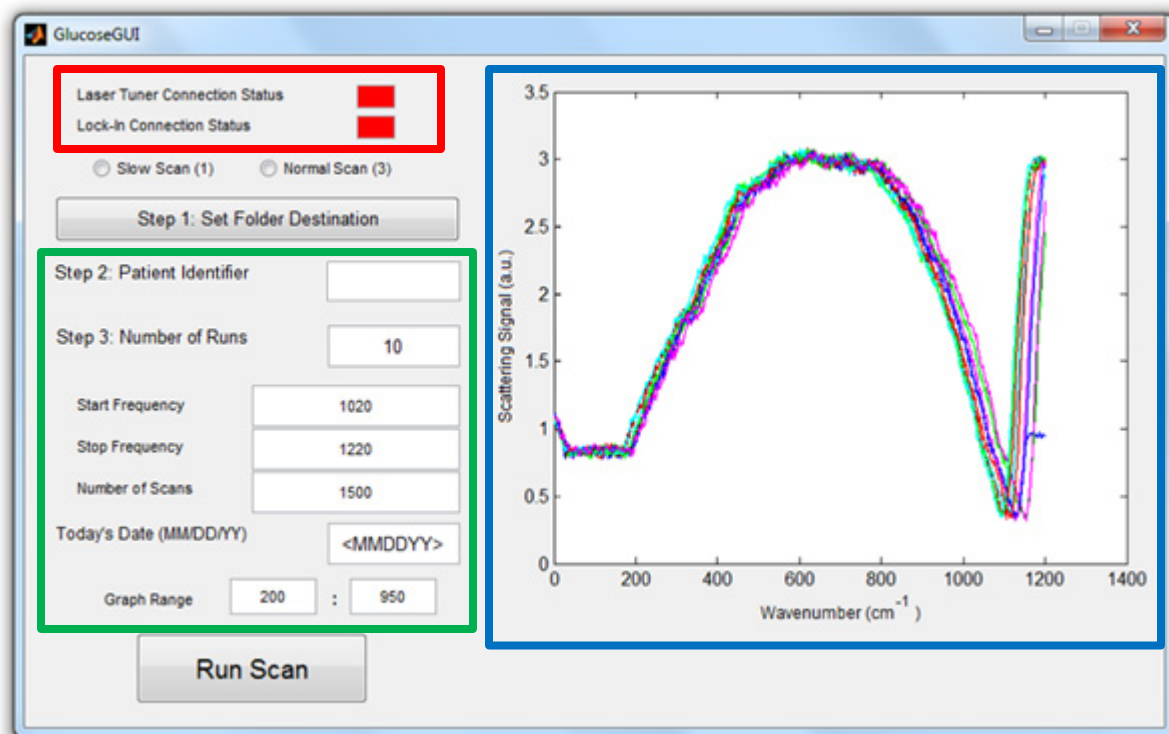 GlucoseGUI
Laser Tuner Connection Status
Lock-In Connection Status
Slow Scan (1) Normal Scan (3)
Step 1: Set Folder Destination
Step 2: Patient Identifier
Step 3: Number of Runs 10
Start Frequency 1020
Stop Frequency 1220
Number of Scans 1500
Today's Date (MM/DD/YY) <MMDDYY>
Graph Range 200 : 950
Run Scan
3.5
3
2.5
2
1.5
1
0.5
0
Scattering Signal (a.u.)
0 200 400 600 800 1000 1200 1400
Wavenumber (cm⁻¹ )